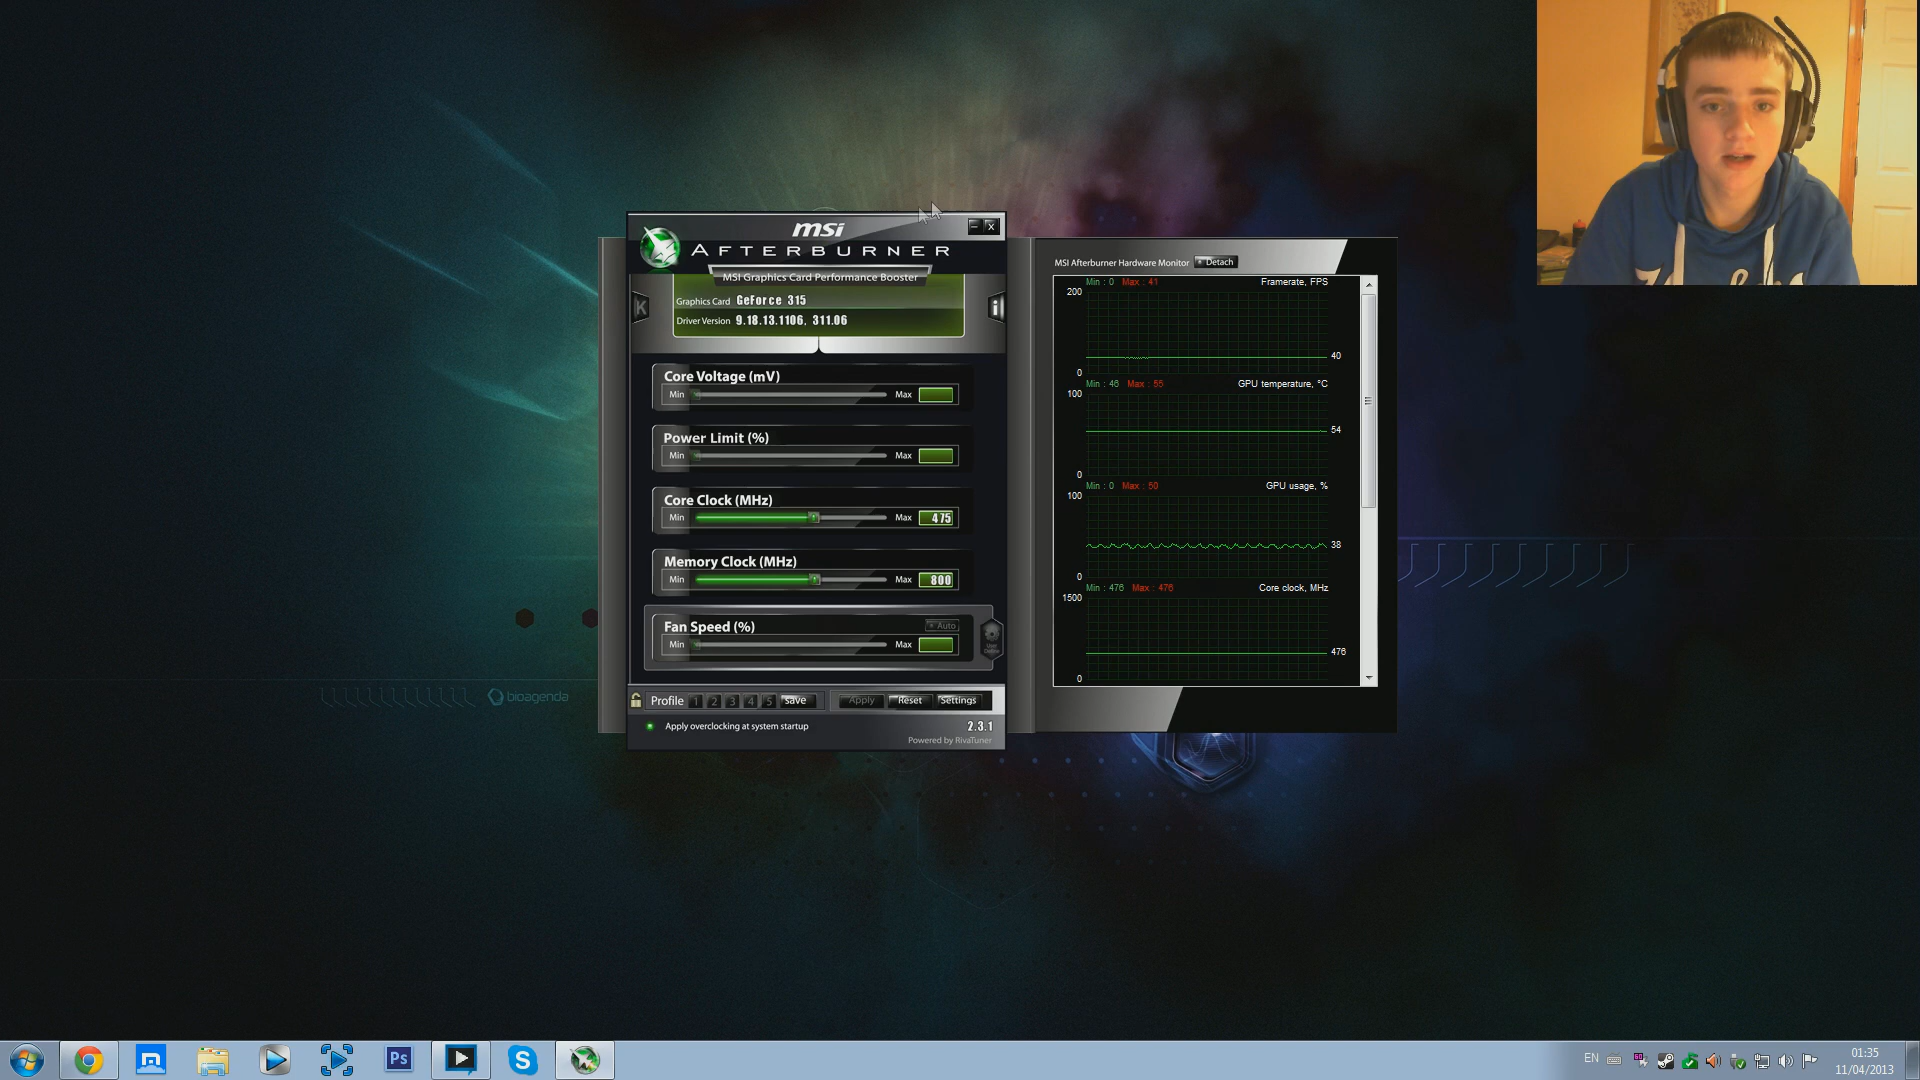 msi
AFTERBURNER
MSI Graphics Card Performance Booster
K
i
Graphics Card GeForce 315
Driver Version 9.18.13.1106, 311.06
Core Voltage (mV)
Min Max
Power Limit (%)
Min Max
Core Clock (MHz)
Min Max 475
Memory Clock (MHz)
Min Max 800
Fan Speed (%)
Auto
Min Max
Profile 1 2 3 4 5 save Apply Reset Settings
Apply overclocking at system startup
2.3.1
Powered by RivaTuner
MSI Afterburner Hardware Monitor Detach
Min : 0 Max : 41 Framerate, FPS
200
40
0
Min : 46 Max : 55 GPU temperature, °C
100
54
0
Min : 0 Max : 50 GPU usage, %
100
38
0
Min : 476 Max : 476 Core clock, MHz
1500
476
0
bioagenda
Ps
S
EN
01:35
11/04/2013